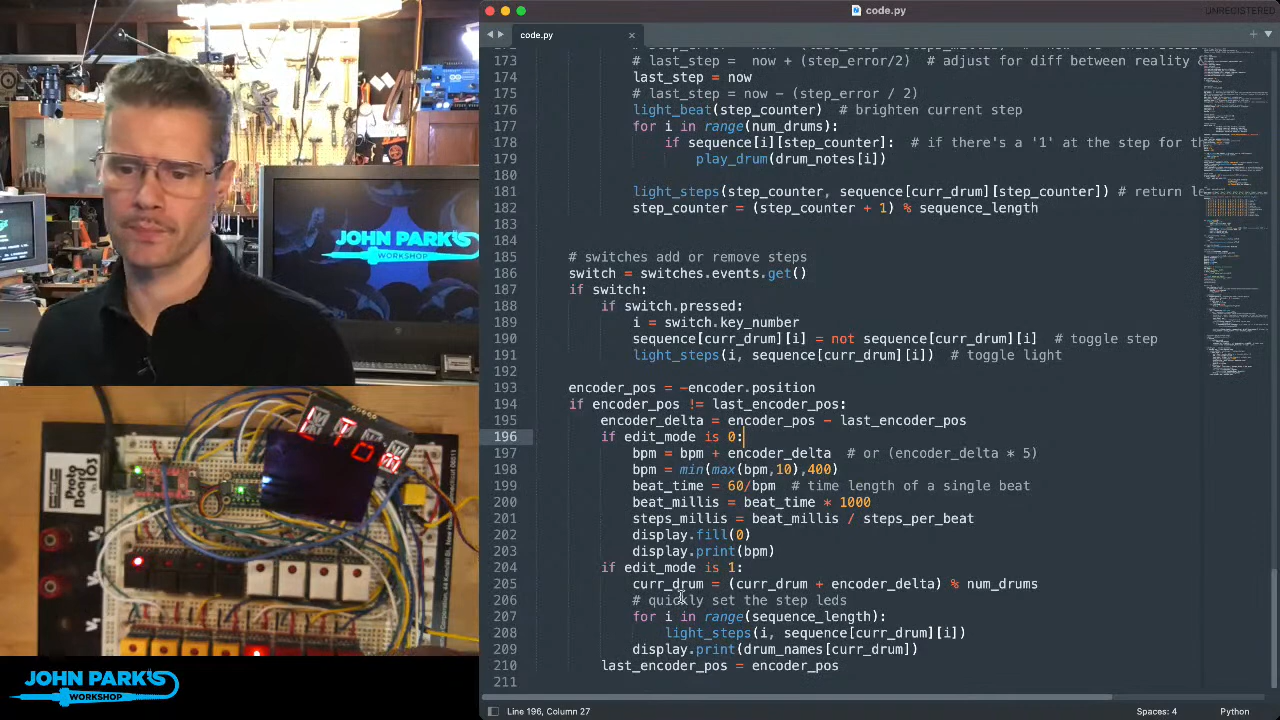 code.py
UNREGISTERED
code.py
173 # last_step = now + (step_error/2) # adjust for diff between reality &
174 last_step = now
175 # last_step = now - (step_error / 2)
176 light_beat(step_counter) # brighten current step
177 for i in range(num_drums):
178 if sequence[i][step_counter]: # if there's a '1' at the step for th
179 play_drum(drum_notes[i])
180
181 light_steps(step_counter, sequence[curr_drum][step_counter]) # return le
182 step_counter = (step_counter + 1) % sequence_length
183
184
185 # switches add or remove steps
186 switch = switches.events.get()
187 if switch:
188 if switch.pressed:
189 i = switch.key_number
190 sequence[curr_drum][i] = not sequence[curr_drum][i] # toggle step
191 light_steps(i, sequence[curr_drum][i]) # toggle light
192
193 encoder_pos = -encoder.position
194 if encoder_pos != last_encoder_pos:
195 encoder_delta = encoder_pos - last_encoder_pos
196 if edit_mode is 0:
197 bpm = bpm + encoder_delta # or (encoder_delta * 5)
198 bpm = min(max(bpm,10),400)
199 beat_time = 60/bpm # time length of a single beat
200 beat_millis = beat_time * 1000
201 steps_millis = beat_millis / steps_per_beat
202 display.fill(0)
203 display.print(bpm)
204 if edit_mode is 1:
205 curr_drum = (curr_drum + encoder_delta) % num_drums
206 # quickly set the step leds
207 for i in range(sequence_length):
208 light_steps(i, sequence[curr_drum][i])
209 display.print(drum_names[curr_drum])
210 last_encoder_pos = encoder_pos
211
Line 196, Column 27
Spaces: 4
Python
JOHN PARK'S
WORKSHOP
LTom
V3
V1
JOHN PARK'S
WORKSHOP